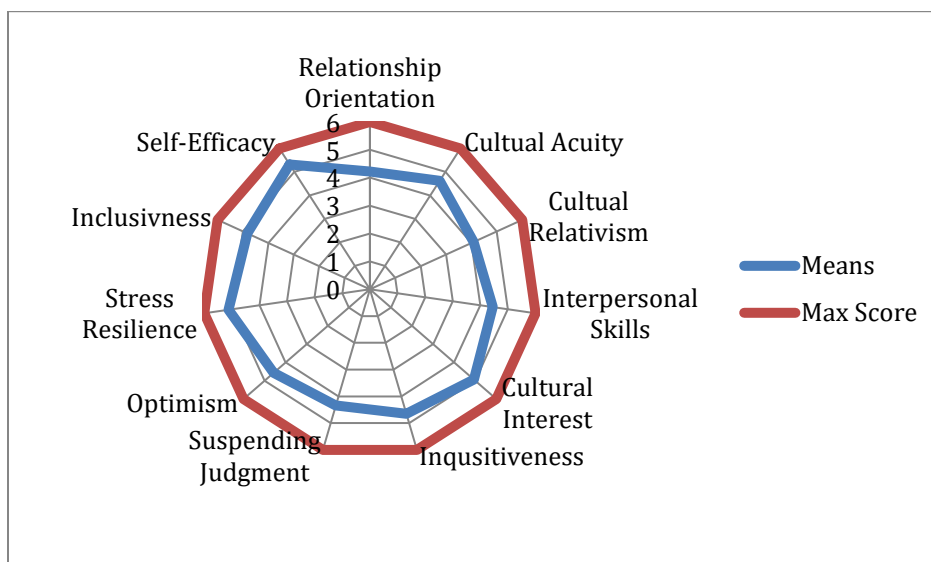 Relationship
Orientation
Cultual Acuity
Cultual
Relativism
Interpersonal
Skills
Cultural
Interest
Inqusitiveness
Suspending
Judgment
Optimism
Stress
Resilience
Inclusivness
Self-Efficacy
6
5
4
3
2
1
0
Means
Max Score